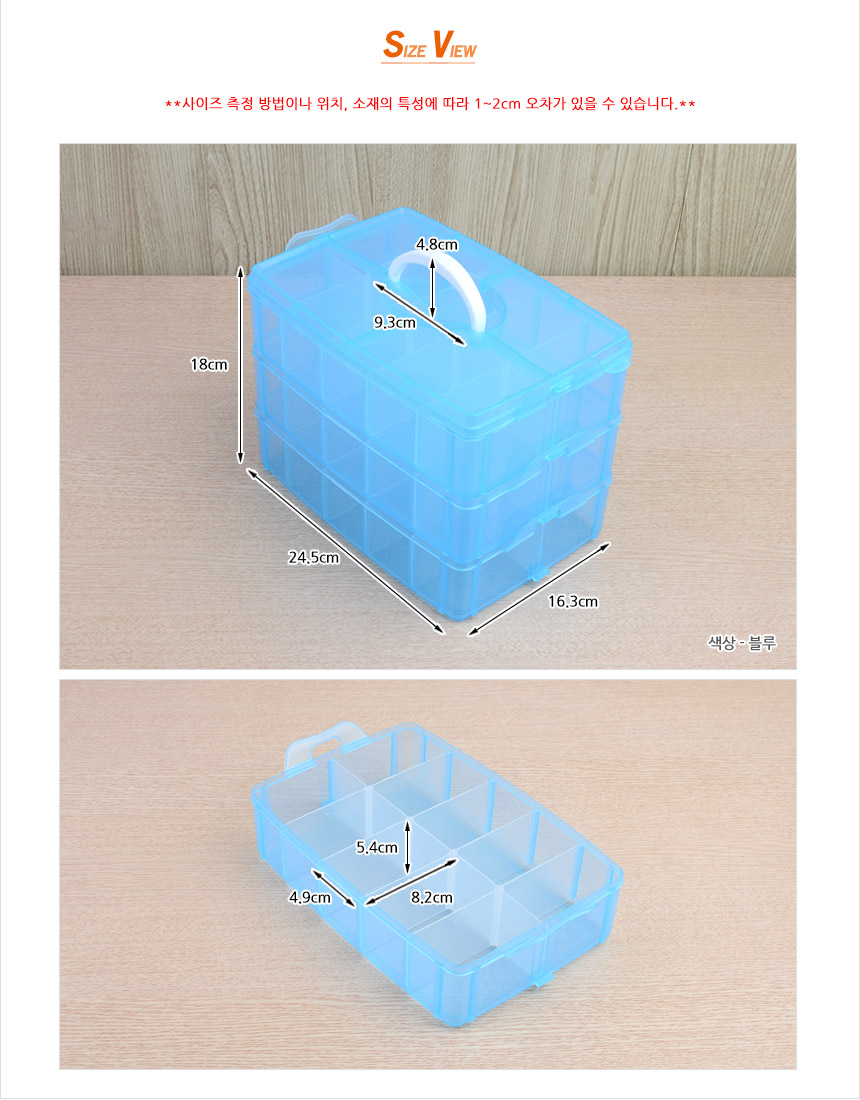 SIZE VIEW
**사이즈 측정 방법이나 위치, 소재의 특성에 따라 1~2cm 오차가 있을 수 있습니다.**
4.8cm
9.3cm
18cm
24.5cm
16.3cm
색상 - 블루
5.4cm
4.9cm
8.2cm